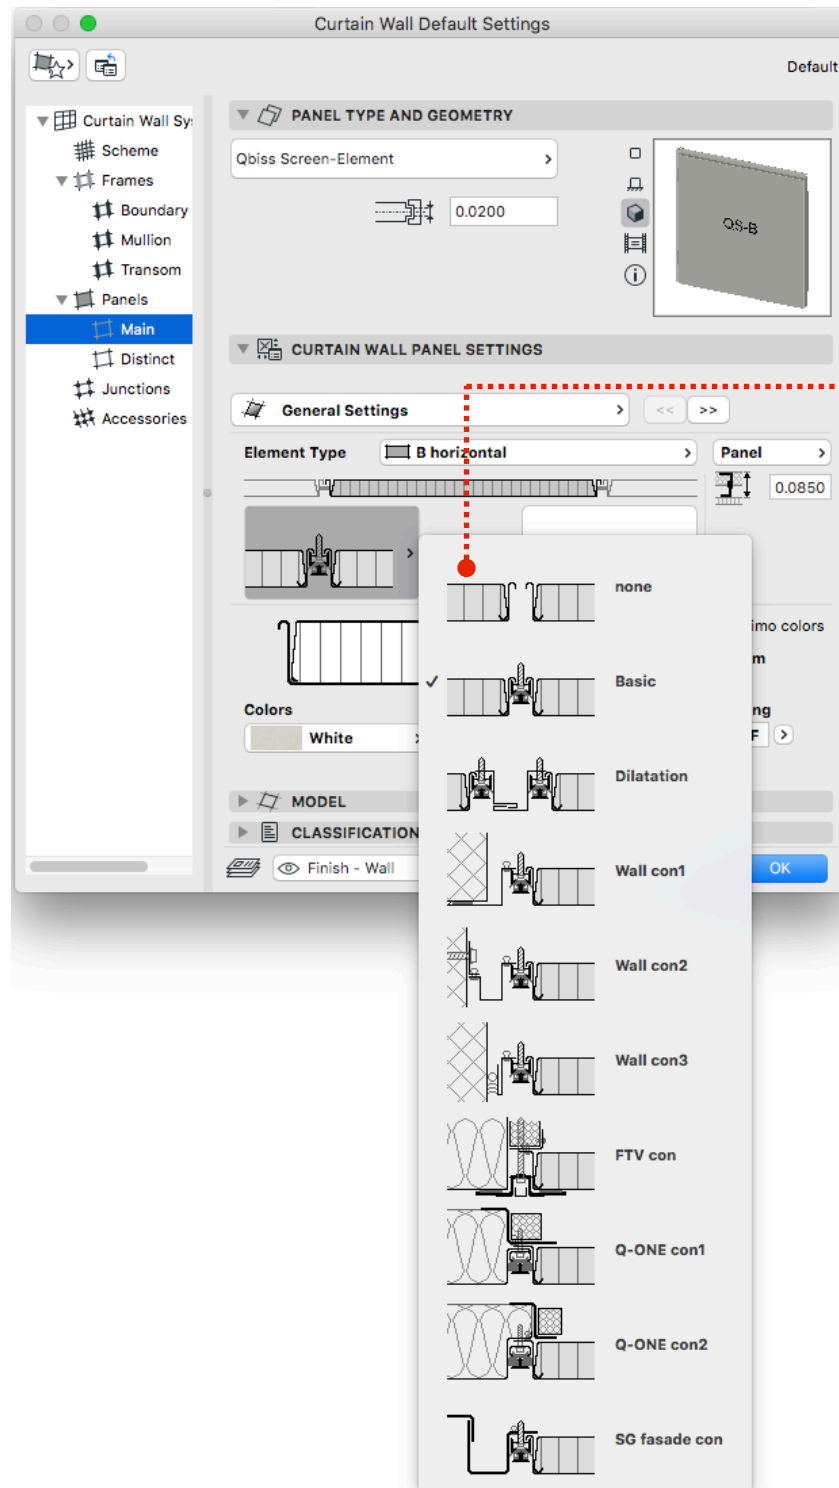 Curtain Wall Default Settings
Default
Curtain Wall Sy
Scheme
Frames
Boundary
Mullion
Transom
Panels
Main
Distinct
Junctions
Accessories
PANEL TYPE AND GEOMETRY
Qbiss Screen-Element
0.0200
QS-B
CURTAIN WALL PANEL SETTINGS
General Settings
<< >>
Element Type B horizontal Panel
0.0850
imo colors
m
Colors
ng
White
F
MODEL
CLASSIFICATION
Finish - Wall
OK
none
Basic
Dilatation
Wall con1
Wall con2
Wall con3
FTV con
Q-ONE con1
Q-ONE con2
SG fasade con